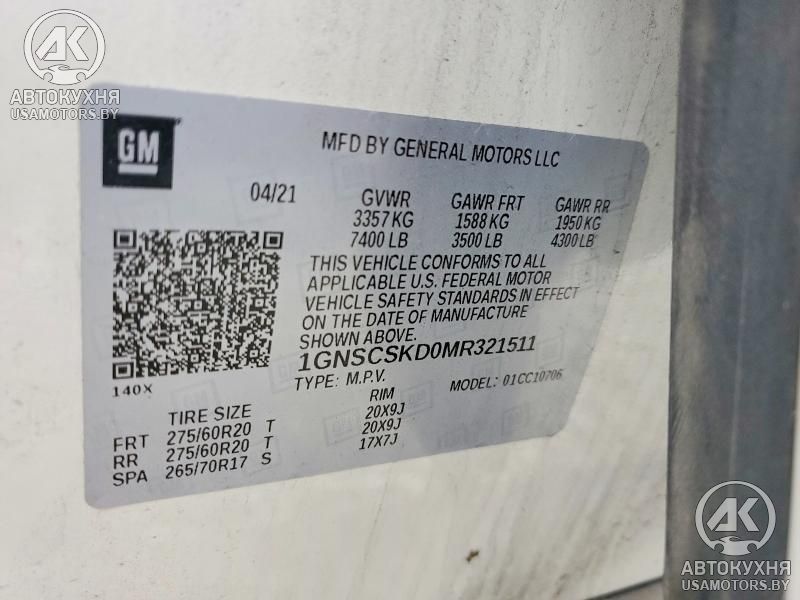 AK
АВТОКУХНЯ
USAMOTORS.BY
GM
MFD BY GENERAL MOTORS LLC
04/21 GVWR GAWR FRT GAWR RR
3357 KG 1588 KG 1950 KG
7400 LB 3500 LB 4300 LB
THIS VEHICLE CONFORMS TO ALL
APPLICABLE U.S. FEDERAL MOTOR
VEHICLE SAFETY STANDARDS IN EFFECT
ON THE DATE OF MANUFACTURE
SHOWN ABOVE.
1GNSCSKD0MR321511
140X TYPE: M.P.V. MODEL: 01CC10706
TIRE SIZE RIM
FRT 275/60R20 T 20X9J
RR 275/60R20 T 20X9J
SPA 265/70R17 S 17X7J
AK
АВТОКУХНЯ
USAMOTORS.BY